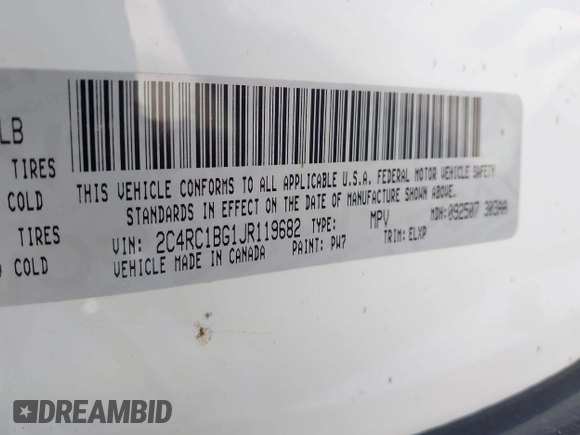 LB
TIRES
COLD
TIRES
COLD
THIS VEHICLE CONFORMS TO ALL APPLICABLE U.S.A. FEDERAL MOTOR VEHICLE SAFETY
STANDARDS IN EFFECT ON THE DATE OF MANUFACTURE SHOWN ABOVE.
VIN: 2C4RC1BG1JR119682 TYPE: MPV MDH: 092507 303AA
VEHICLE MADE IN CANADA PAINT: PW7 TRIM: ELXP
DREAMBID